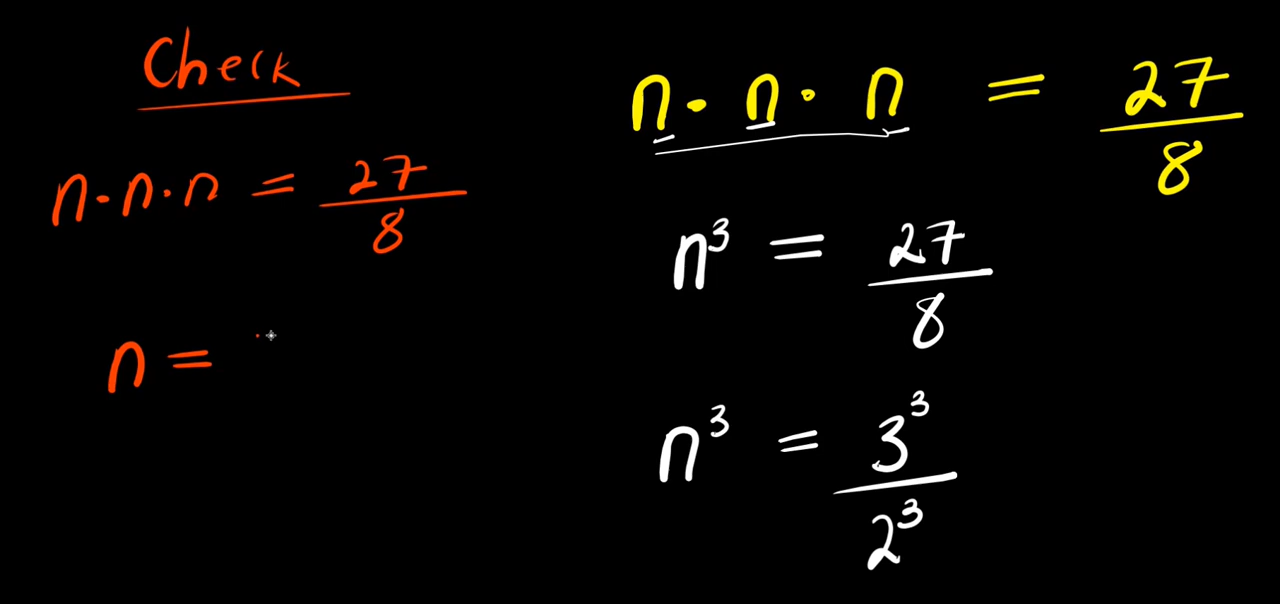 Check
n·n·n = 27/8
n =
n · n · n = 27/8
n³ = 27/8
n³ = 3³/2³